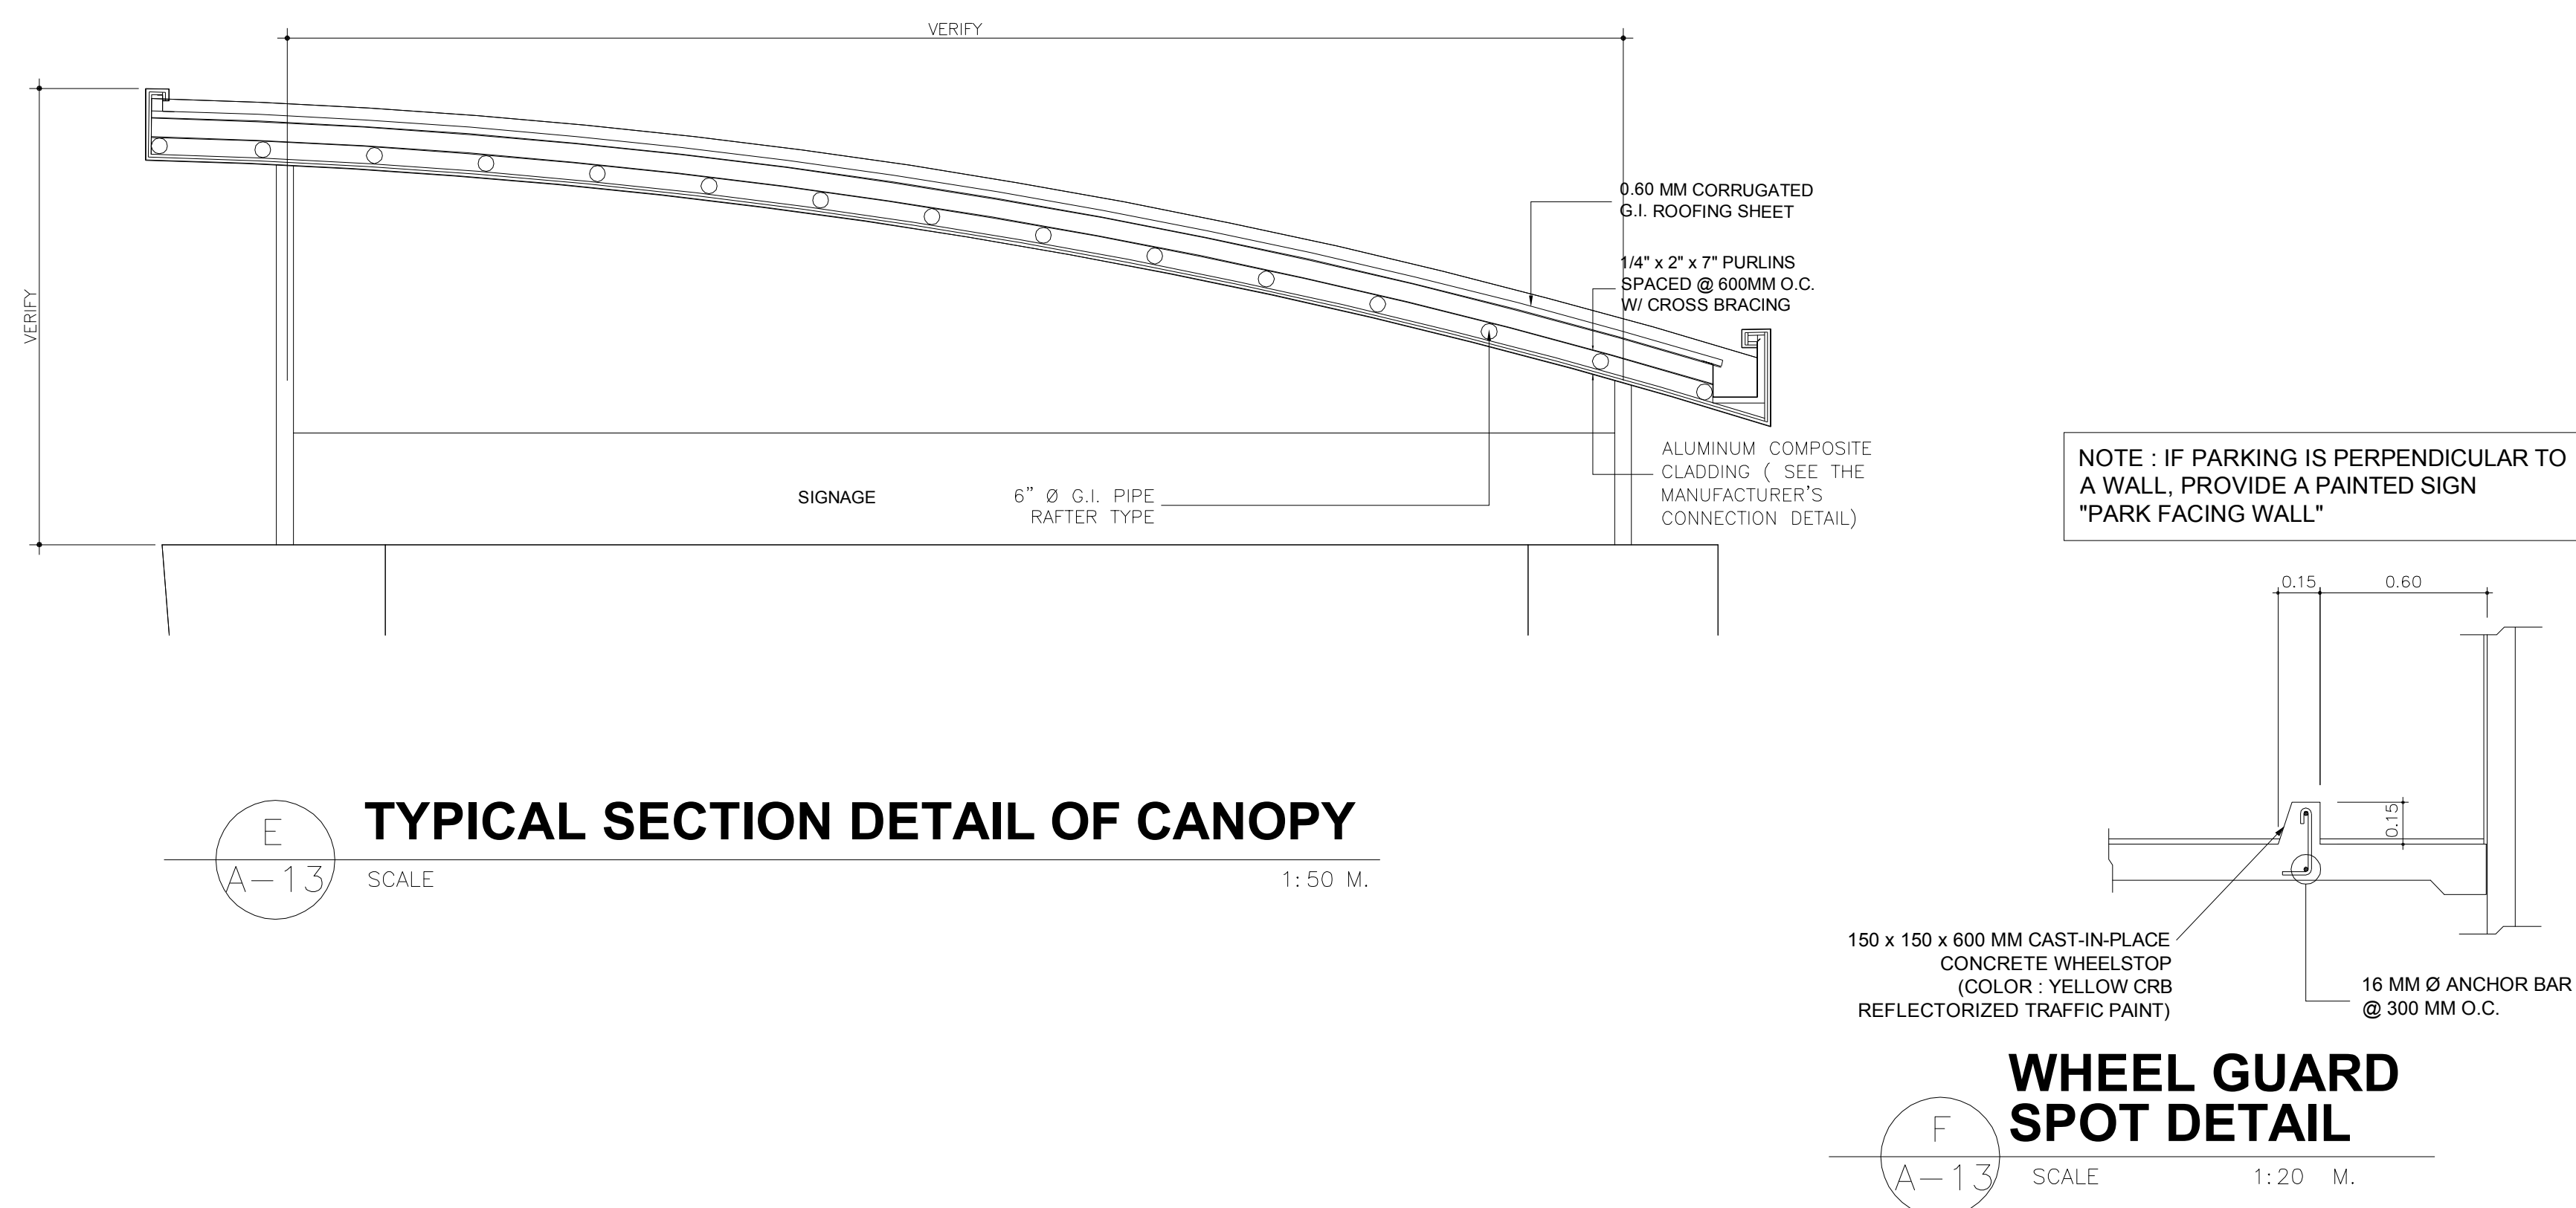 VERIFY
VERIFY
0.60 MM CORRUGATED
G.I. ROOFING SHEET
1/4" x 2" x 7" PURLINS
SPACED @ 600MM O.C.
W/ CROSS BRACING
ALUMINUM COMPOSITE
CLADDING ( SEE THE
MANUFACTURER'S
CONNECTION DETAIL)
SIGNAGE
6" Ø G.I. PIPE
RAFTER TYPE
E
A-13
TYPICAL SECTION DETAIL OF CANOPY
SCALE 1:50 M.
NOTE : IF PARKING IS PERPENDICULAR TO
A WALL, PROVIDE A PAINTED SIGN
"PARK FACING WALL"
0.15 0.60
0.15
150 x 150 x 600 MM CAST-IN-PLACE
CONCRETE WHEELSTOP
(COLOR : YELLOW CRB
REFLECTORIZED TRAFFIC PAINT)
16 MM Ø ANCHOR BAR
@ 300 MM O.C.
F
A-13
WHEEL GUARD
SPOT DETAIL
SCALE 1:20 M.